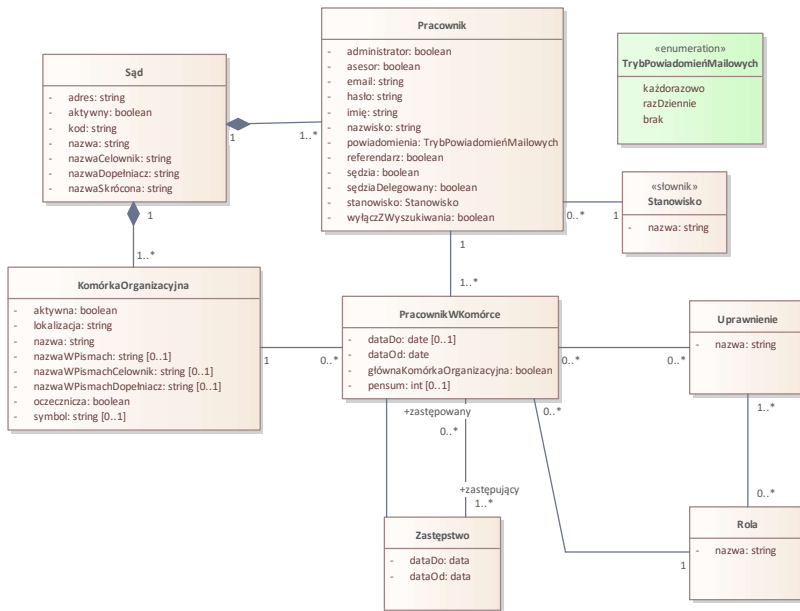 Pracownik
- administrator: boolean
- asesor: boolean
- email: string
- hasło: string
- imię: string
- nazwisko: string
- powiadomienia: TrybPowiadomieńMailowych
- referendarz: boolean
- sędzia: boolean
- sędziaDelegowany: boolean
- stanowisko: Stanowisko
- wyłączZWyszukiwania: boolean
«enumeration»
TrybPowiadomieńMailowych
każdorazowo
razDziennie
brak
Sąd
- adres: string
- aktywny: boolean
- kod: string
- nazwa: string
- nazwaCelownik: string
- nazwaDopełniacz: string
- nazwaSkrócona: string
1
1..*
«słownik»
Stanowisko
- nazwa: string
0..*
1
1
1..*
1
1..*
KomórkaOrganizacyjna
- aktywna: boolean
- lokalizacja: string
- nazwa: string
- nazwaWPismach: string [0..1]
- nazwaWPismachCelownik: string [0..1]
- nazwaWPismachDopełniacz: string [0..1]
- oczecznicza: boolean
- symbol: string [0..1]
1
0..*
PracownikWKomórce
- dataDo: date [0..1]
- dataOd: date
- głównaKomórkaOrganizacyjna: boolean
- pensum: int [0..1]
0..*
0..*
Uprawnienie
- nazwa: string
+zastępowany
0..*
0..*
1..*
+zastępujący
1..*
0..*
Zastępstwo
- dataDo: data
- dataOd: data
Rola
- nazwa: string
1